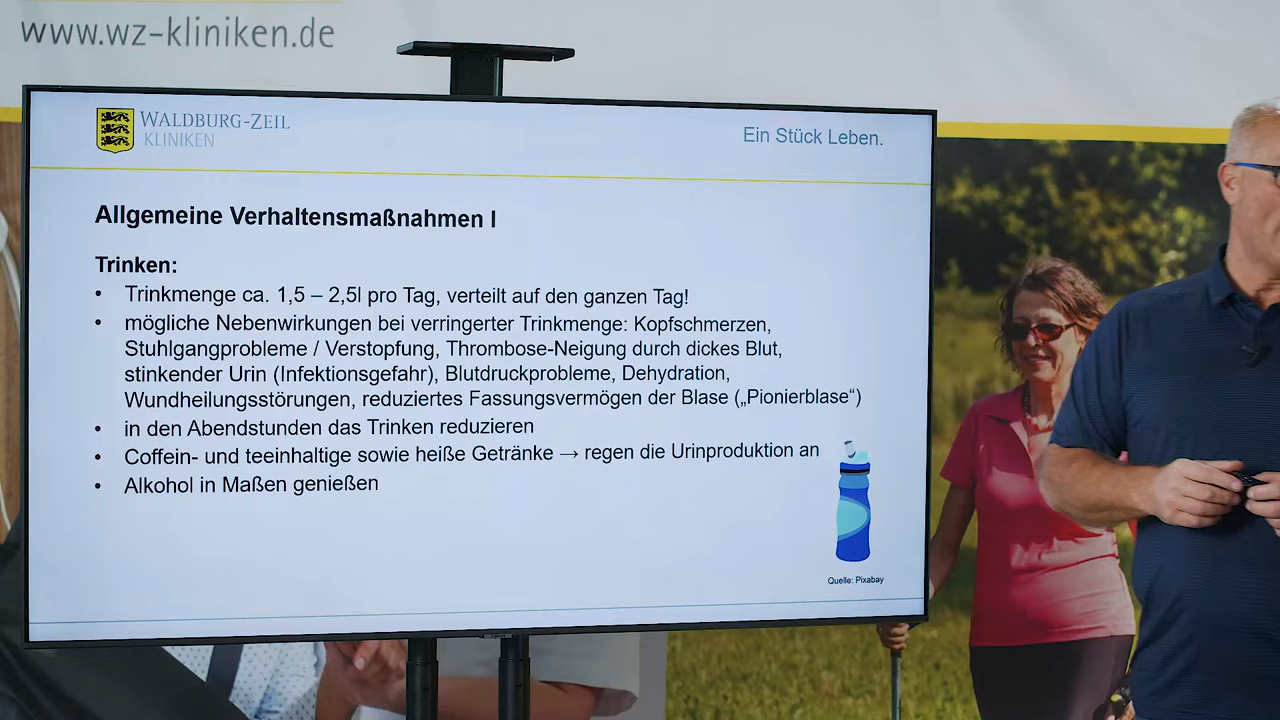 www.wz-kliniken.de
WALDBURG-ZEIL
KLINIKEN
Ein Stück Leben.
Allgemeine Verhaltensmaßnahmen I
Trinken:
• Trinkmenge ca. 1,5 – 2,5l pro Tag, verteilt auf den ganzen Tag!
• mögliche Nebenwirkungen bei verringerter Trinkmenge: Kopfschmerzen,
Stuhlgangprobleme / Verstopfung, Thrombose-Neigung durch dickes Blut,
stinkender Urin (Infektionsgefahr), Blutdruckprobleme, Dehydration,
Wundheilungsstörungen, reduziertes Fassungsvermögen der Blase („Pionierblase“)
• in den Abendstunden das Trinken reduzieren
• Coffein- und teeinhaltige sowie heiße Getränke → regen die Urinproduktion an
• Alkohol in Maßen genießen
Quelle: Pixabay